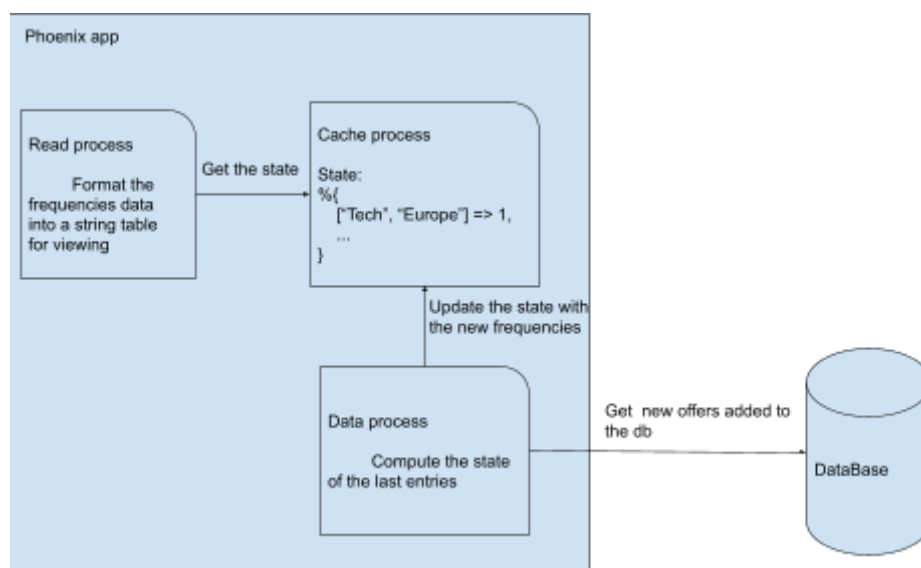 Phoenix app
Read process
Format the
frequencies data
into a string table
for viewing
Get the state
Cache process
State:
%{
["Tech", "Europe"] => 1,
...
}
Update the state with
the new frequencies
Data process
Compute the state
of the last entries
Get new offers added to
the db
DataBase